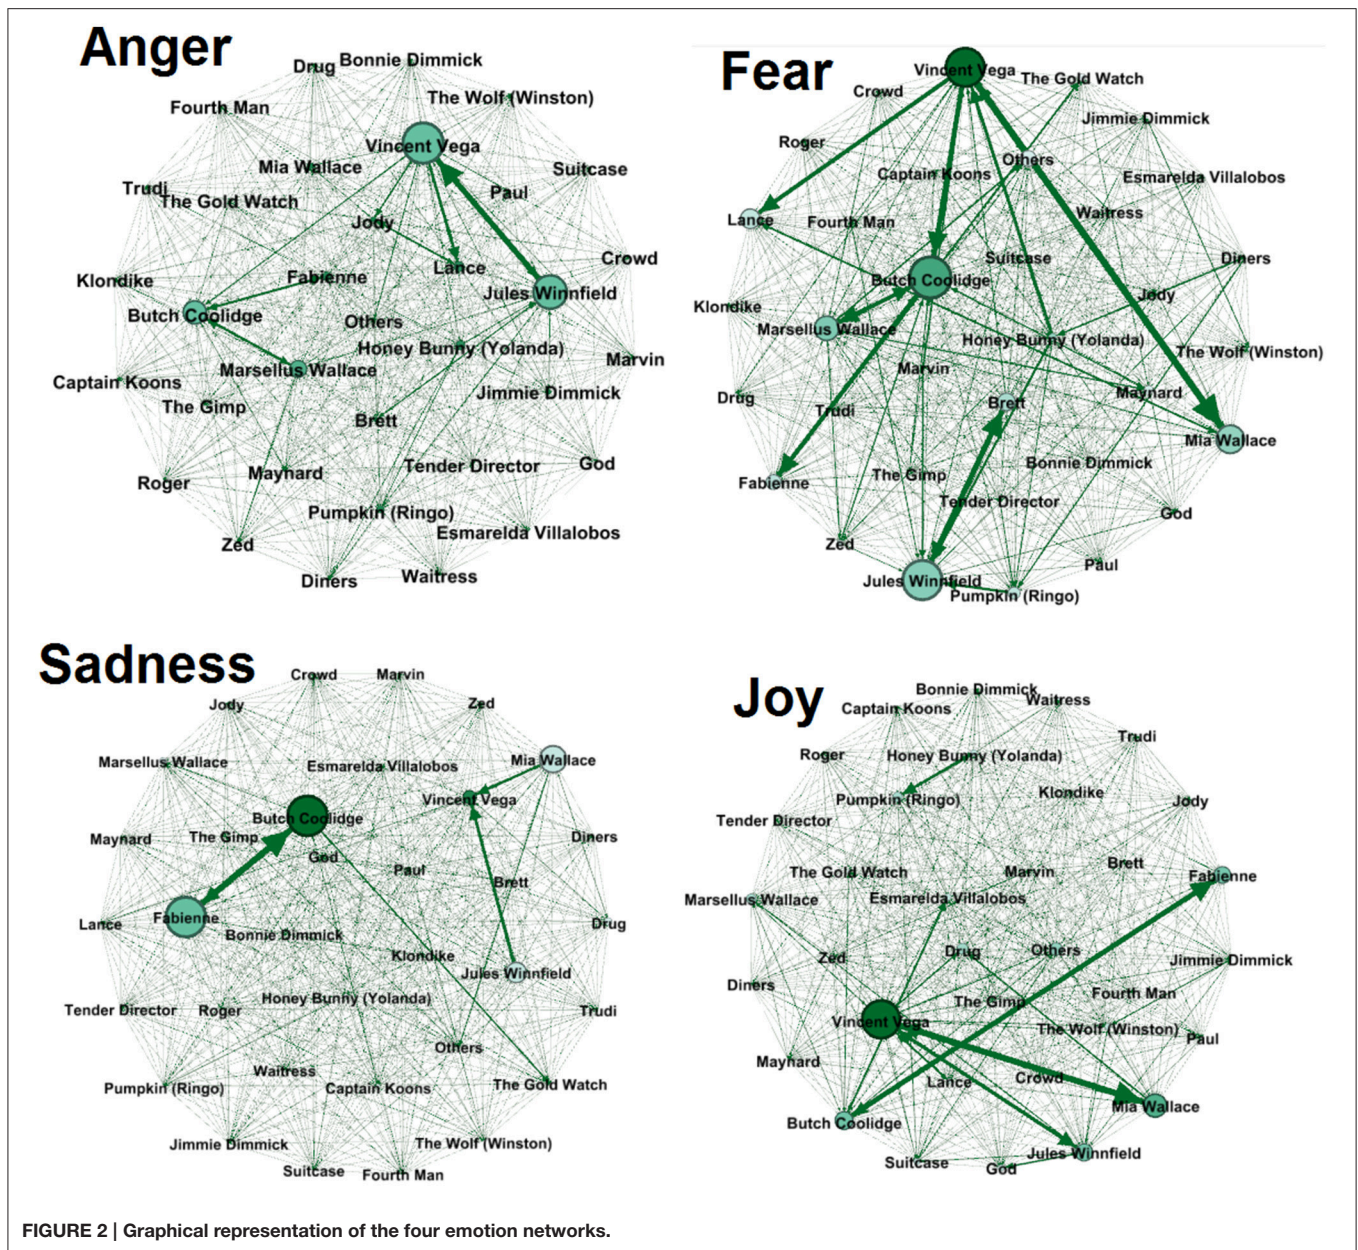 Anger
Drug
Bonnie Dimmick
Fourth Man
The Wolf (Winston)
Vincent Vega
Mia Wallace
Suitcase
Trudi
The Gold Watch
Paul
Jody
Crowd
Klondike
Fabienne
Lance
Jules Winnfield
Butch Coolidge
Others
Honey Bunny (Yolanda)
Marvin
Marsellus Wallace
Captain Koons
The Gimp
Jimmie Dimmick
Brett
Roger
Maynard
Tender Director
God
Pumpkin (Ringo)
Esmarelda Villalobos
Zed
Diners
Waitress
Fear
Vincent Vega
The Gold Watch
Crowd
Jimmie Dimmick
Roger
Others
Captain Koons
Esmarelda Villalobos
Lance
Fourth Man
Waitress
Suitcase
Diners
Butch Coolidge
Jody
Klondike
Marsellus Wallace
Honey Bunny (Yolanda)
The Wolf (Winston)
Marvin
Drug
Trudi
Brett
Maynard
Mia Wallace
Fabienne
The Gimp
Bonnie Dimmick
Tender Director
God
Zed
Paul
Jules Winnfield
Pumpkin (Ringo)
Sadness
Crowd
Marvin
Jody
Zed
Marsellus Wallace
Esmarelda Villalobos
Mia Wallace
Vincent Vega
Butch Coolidge
Maynard
The Gimp
Diners
God
Paul
Brett
Lance
Fabienne
Bonnie Dimmick
Drug
Klondike
Jules Winnfield
Tender Director
Roger
Honey Bunny (Yolanda)
Trudi
Others
Waitress
Pumpkin (Ringo)
Captain Koons
The Gold Watch
Jimmie Dimmick
The Wolf (Winston)
Suitcase
Fourth Man
Joy
Bonnie Dimmick
Captain Koons
Waitress
Trudi
Roger
Honey Bunny (Yolanda)
Pumpkin (Ringo)
Klondike
Jody
Tender Director
The Gold Watch
Marvin
Brett
Fabienne
Marsellus Wallace
Esmarelda Villalobos
Zed
Drug
Others
Jimmie Dimmick
Diners
The Gimp
Fourth Man
Vincent Vega
The Wolf (Winston)
Paul
Maynard
Lance
Crowd
Mia Wallace
Butch Coolidge
Suitcase
God
Jules Winnfield
FIGURE 2 | Graphical representation of the four emotion networks.